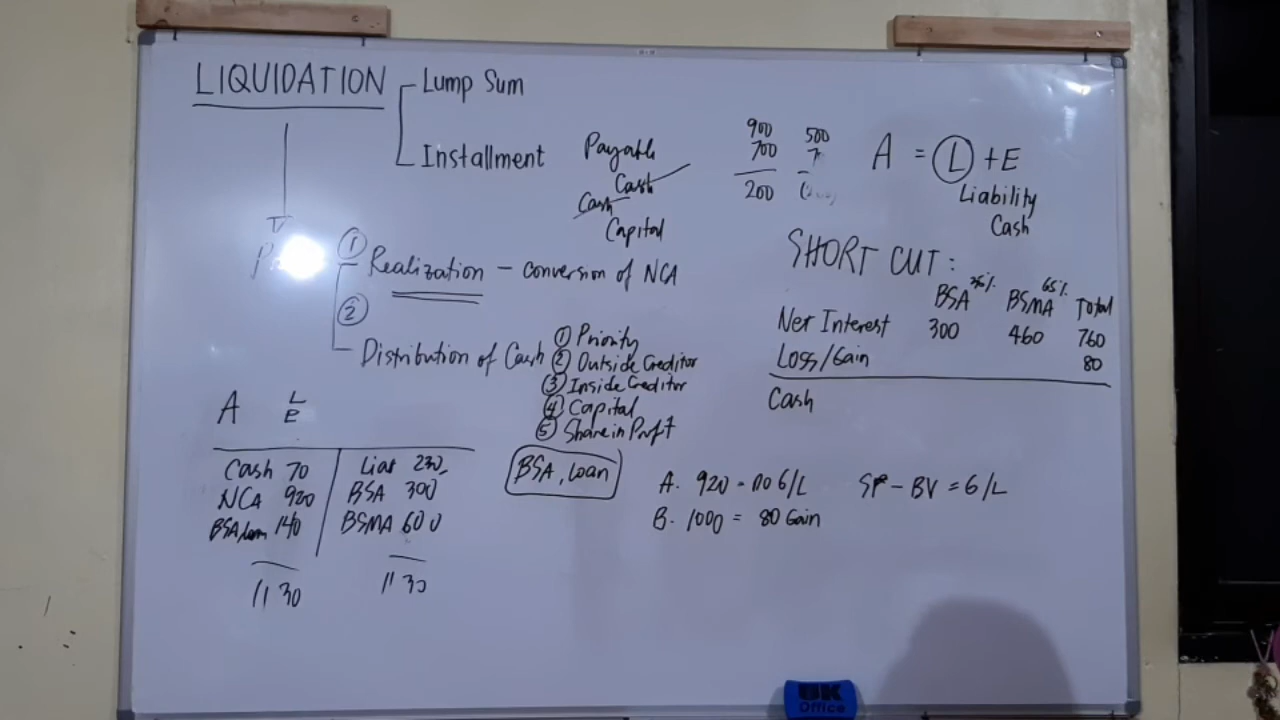 LIQUIDATION
Lump Sum
Installment
Payable
Cash
Cash
Capital
900
700
200
500
7
A = L + E
Liability
Cash
① Realization - conversion of NCA
②
Distribution of Cash
① Priority
② Outside Creditor
③ Inside Creditor
④ Capital
⑤ Share in Profit
SHORT CUT:
BSA 35% BSMA 65% Total
Net Interest 300 460 760
Loss/Gain 80
Cash
A L
E
Cash 70 Liab 230
NCA 920 BSA 300
BSA loan 140 BSMA 600
1130 1130
BSA, Loan
A. 920 = no G/L
B. 1000 = 80 Gain
SP - BV = G/L
BK
Office